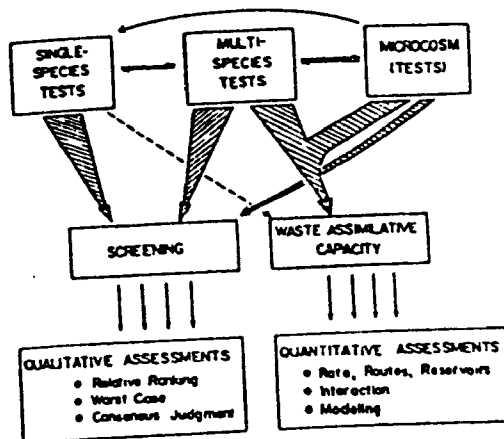 SINGLE-
SPECIES
TESTS
MULTI-
SPECIES
TESTS
MICROCOSM
(TESTS)
SCREENING
WASTE ASSIMILATIVE
CAPACITY
QUALITATIVE ASSESSMENTS
● Relative Ranking
● Worst Case
● Consensus Judgment
QUANTITATIVE ASSESSMENTS
● Rate, Routes, Reservoirs
● Interaction
● Modeling